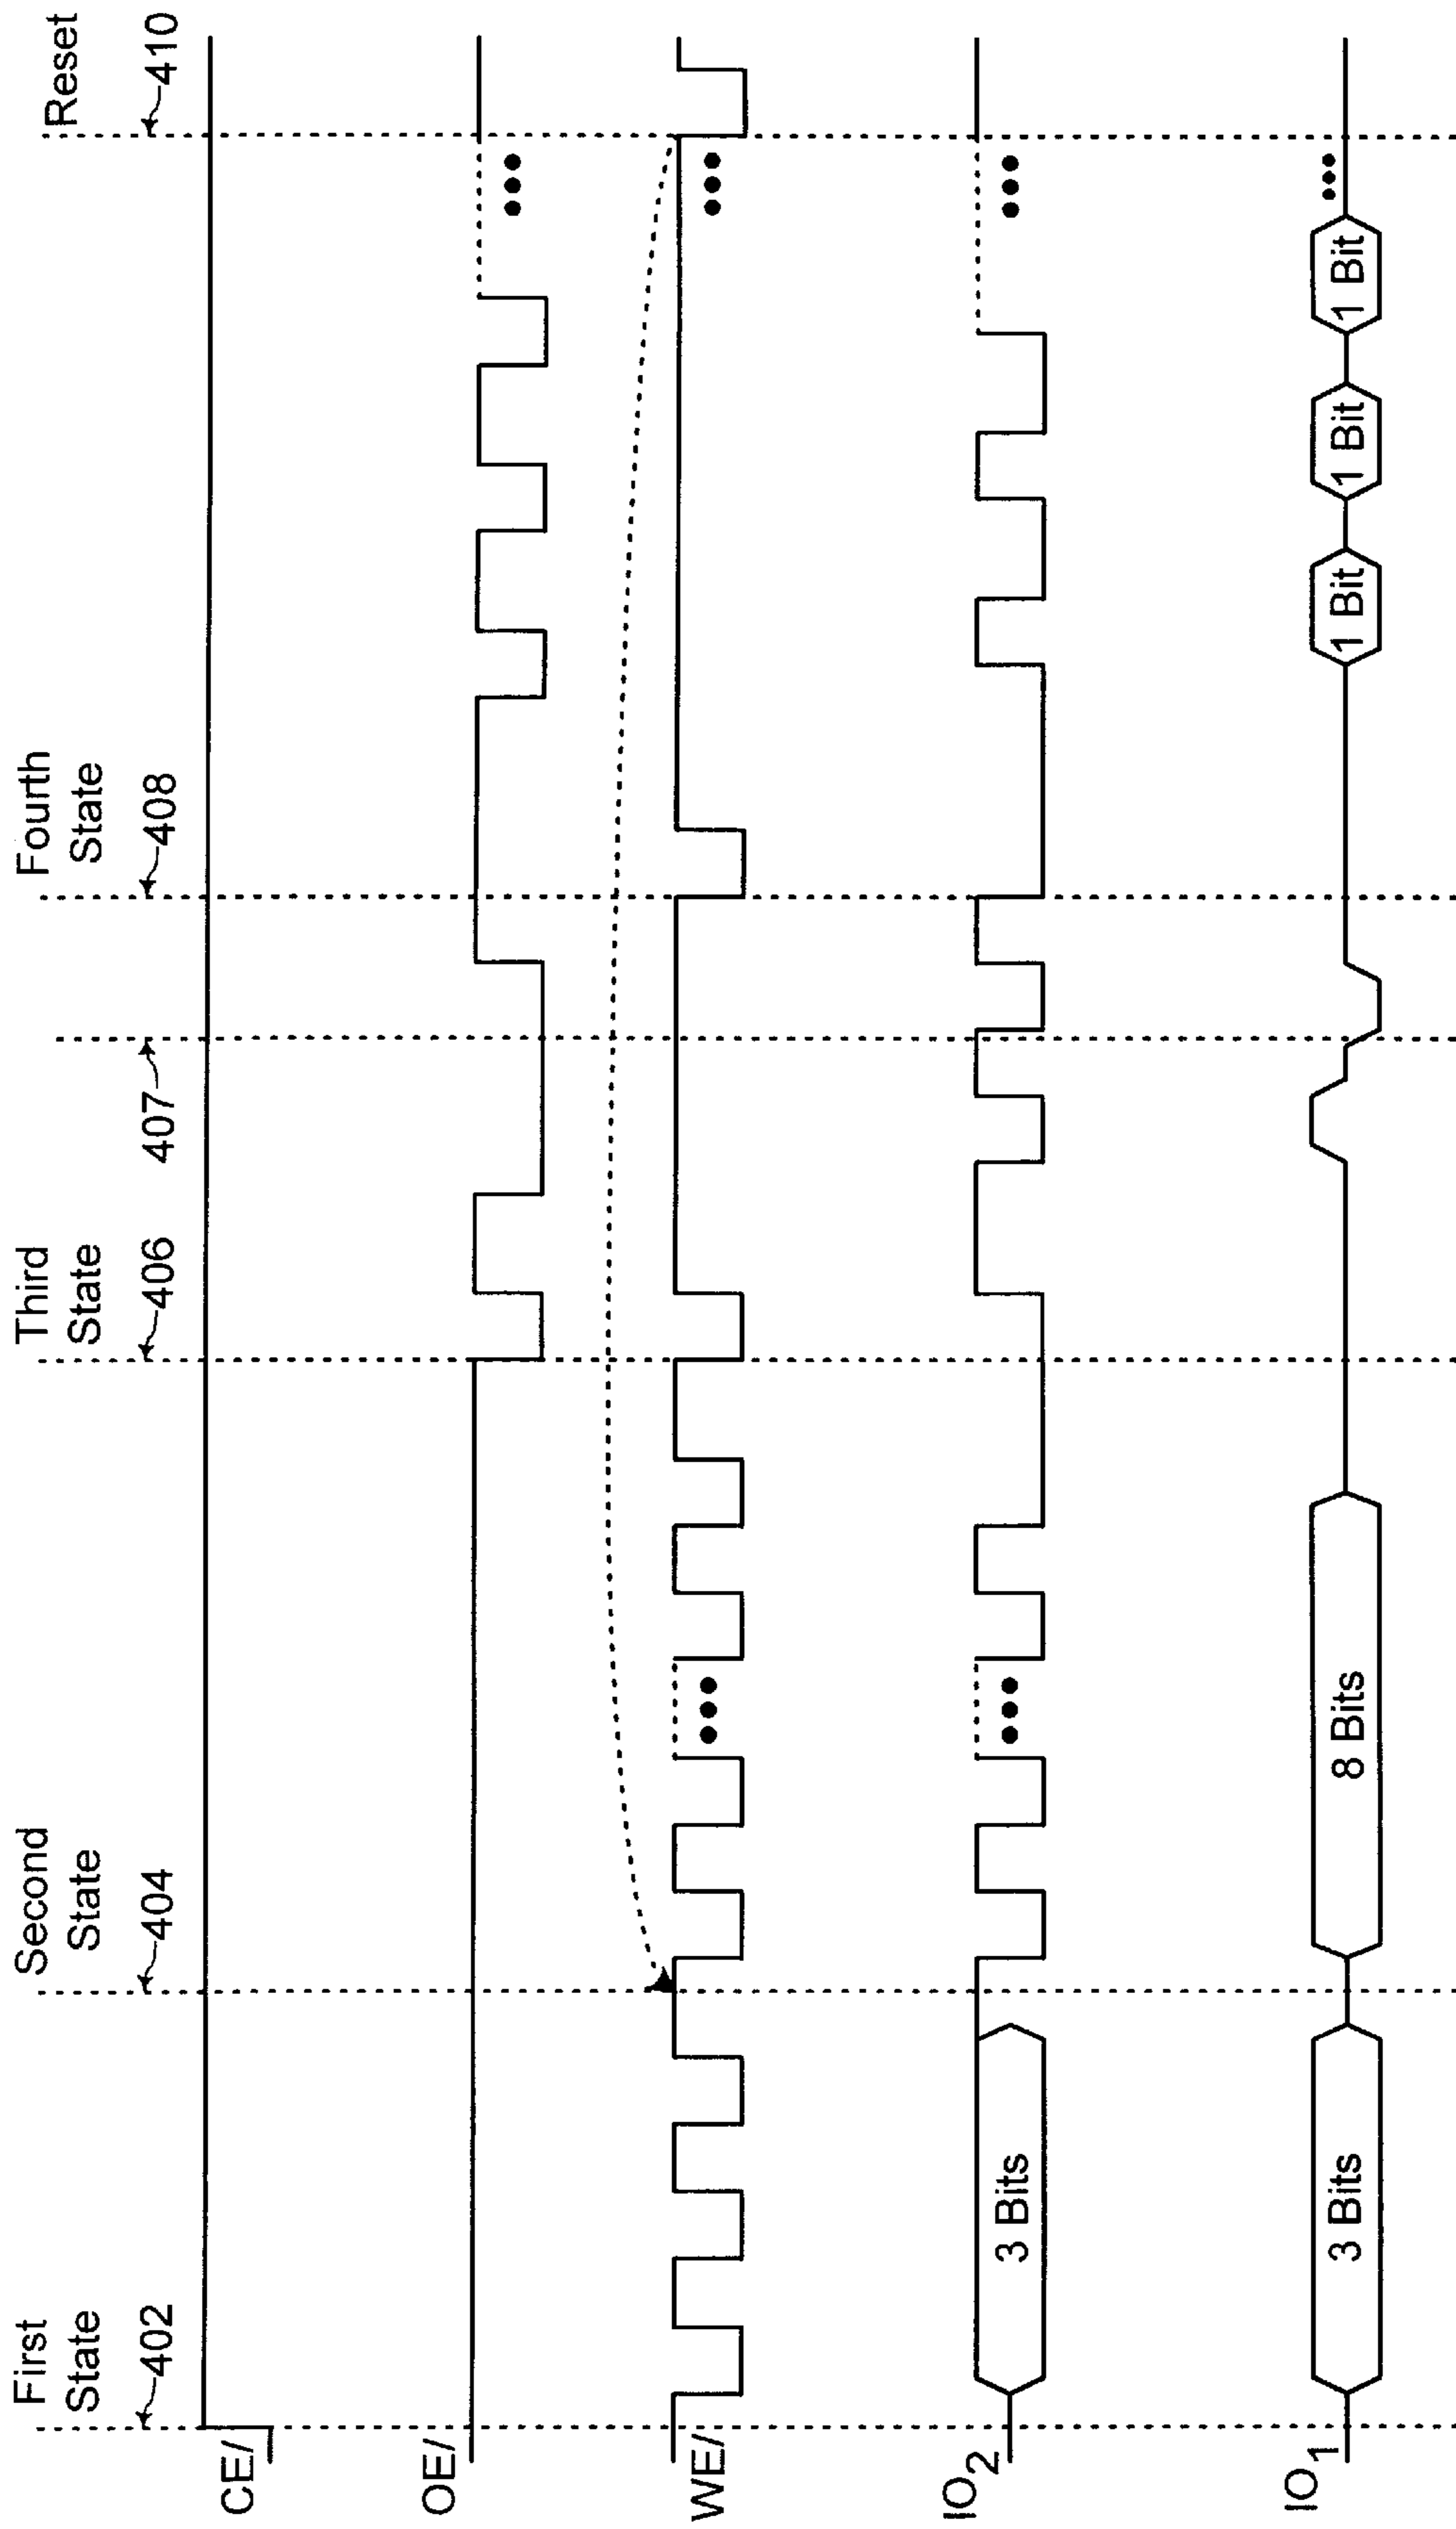 First
State
402
Second
State
404
Third
State
406
407
Fourth
State
408
Reset
410
CE/
OE/
WE/
IO2
3 Bits
IO1
3 Bits
8 Bits
1 Bit
1 Bit
1 Bit